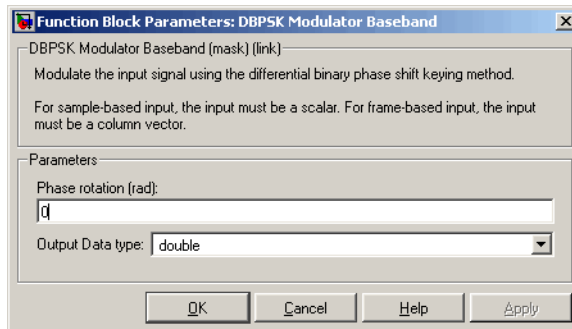 Function Block Parameters: DBPSK Modulator Baseband
DBPSK Modulator Baseband (mask) (link)
Modulate the input signal using the differential binary phase shift keying method.
For sample-based input, the input must be a scalar. For frame-based input, the input
must be a column vector.
Parameters
Phase rotation (rad):
0
Output Data type: double
OK Cancel Help Apply